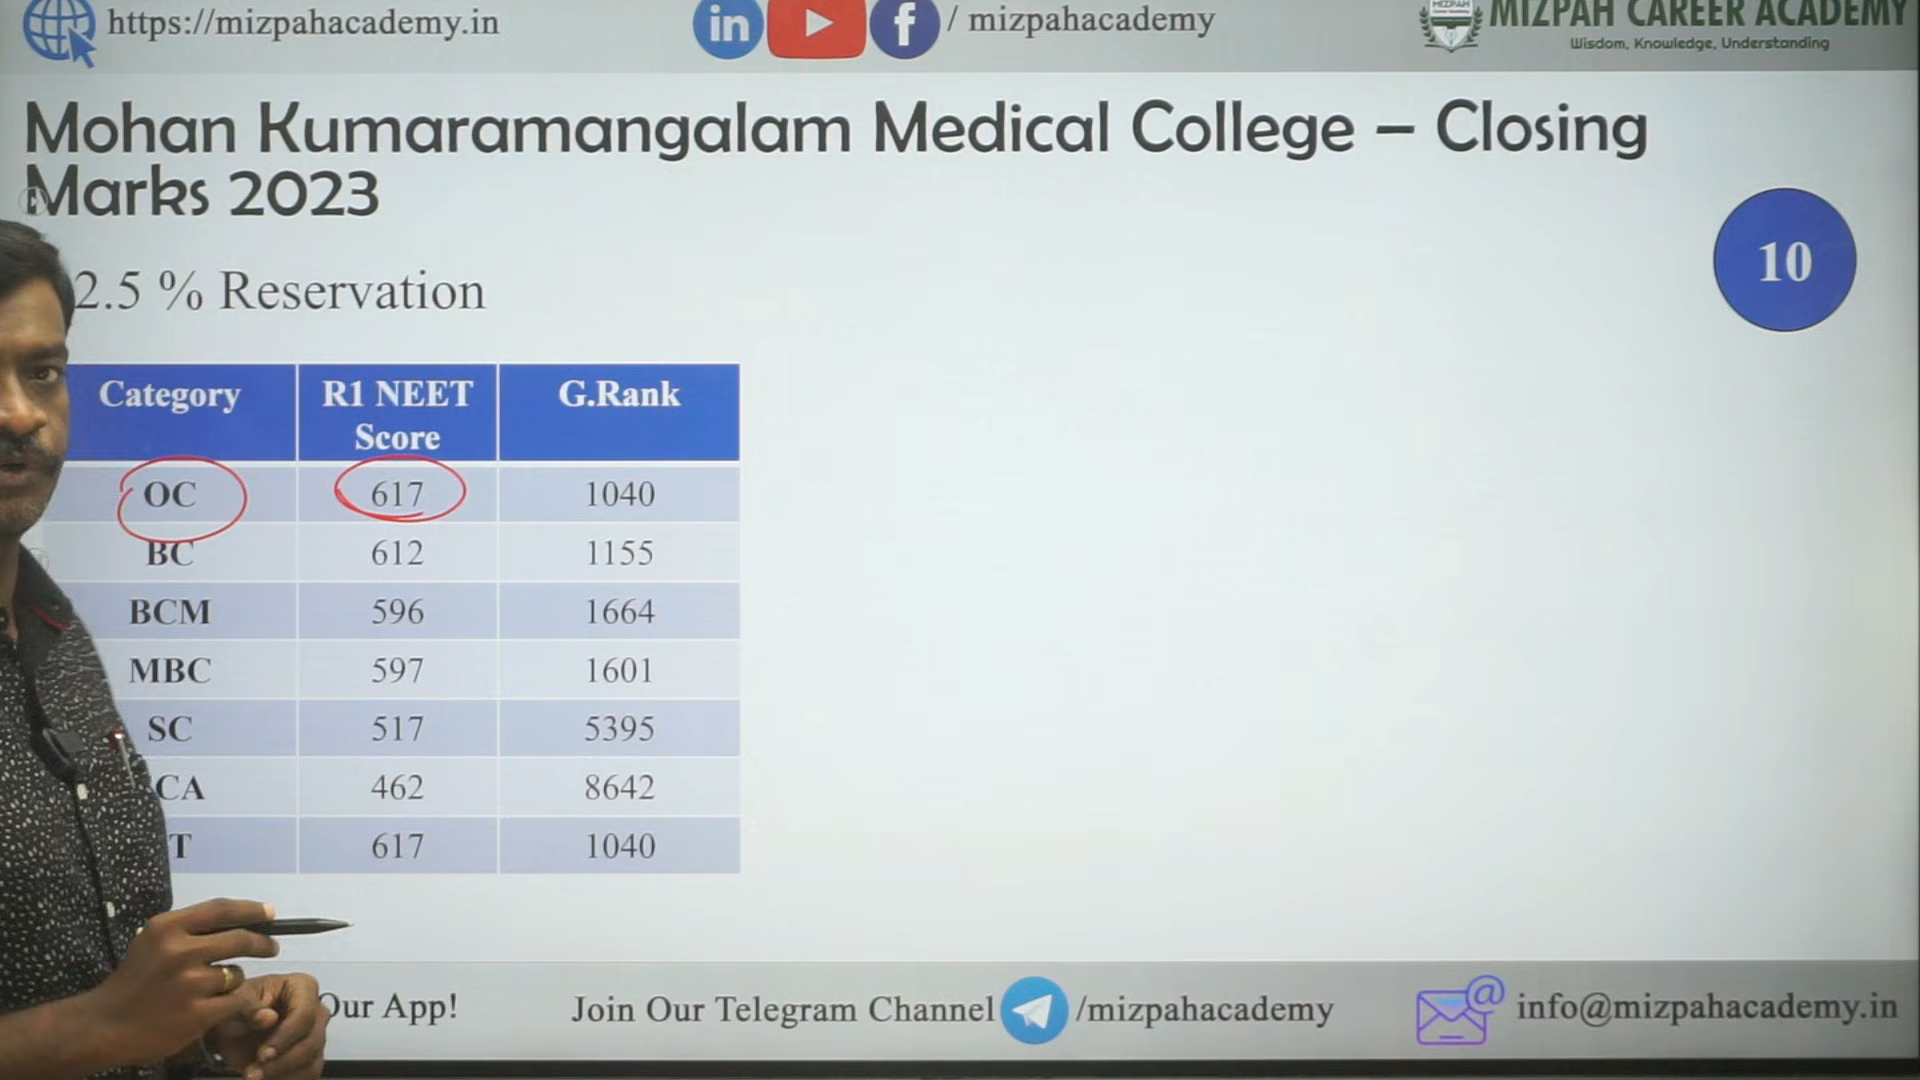 https://mizpahacademy.in
in f / mizpahacademy
MIZPAH CAREER ACADEMY
Wisdom, Knowledge, Understanding
Mohan Kumaramangalam Medical College – Closing
Marks 2023
2.5 % Reservation
10
Category R1 NEET Score G.Rank
OC 617 1040
BC 612 1155
BCM 596 1664
MBC 597 1601
SC 517 5395
CA 462 8642
T 617 1040
Our App!
Join Our Telegram Channel /mizpahacademy
@ info@mizpahacademy.in